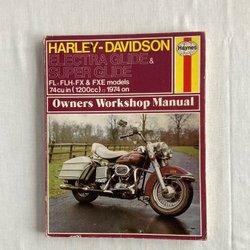 HARLEY-DAVIDSON
Haynes
ELECTRA GLIDE &
SUPER GLIDE
FL-FLH-FX & FXE models
74 cu in (1200cc) □ 1974 on
Owners Workshop Manual